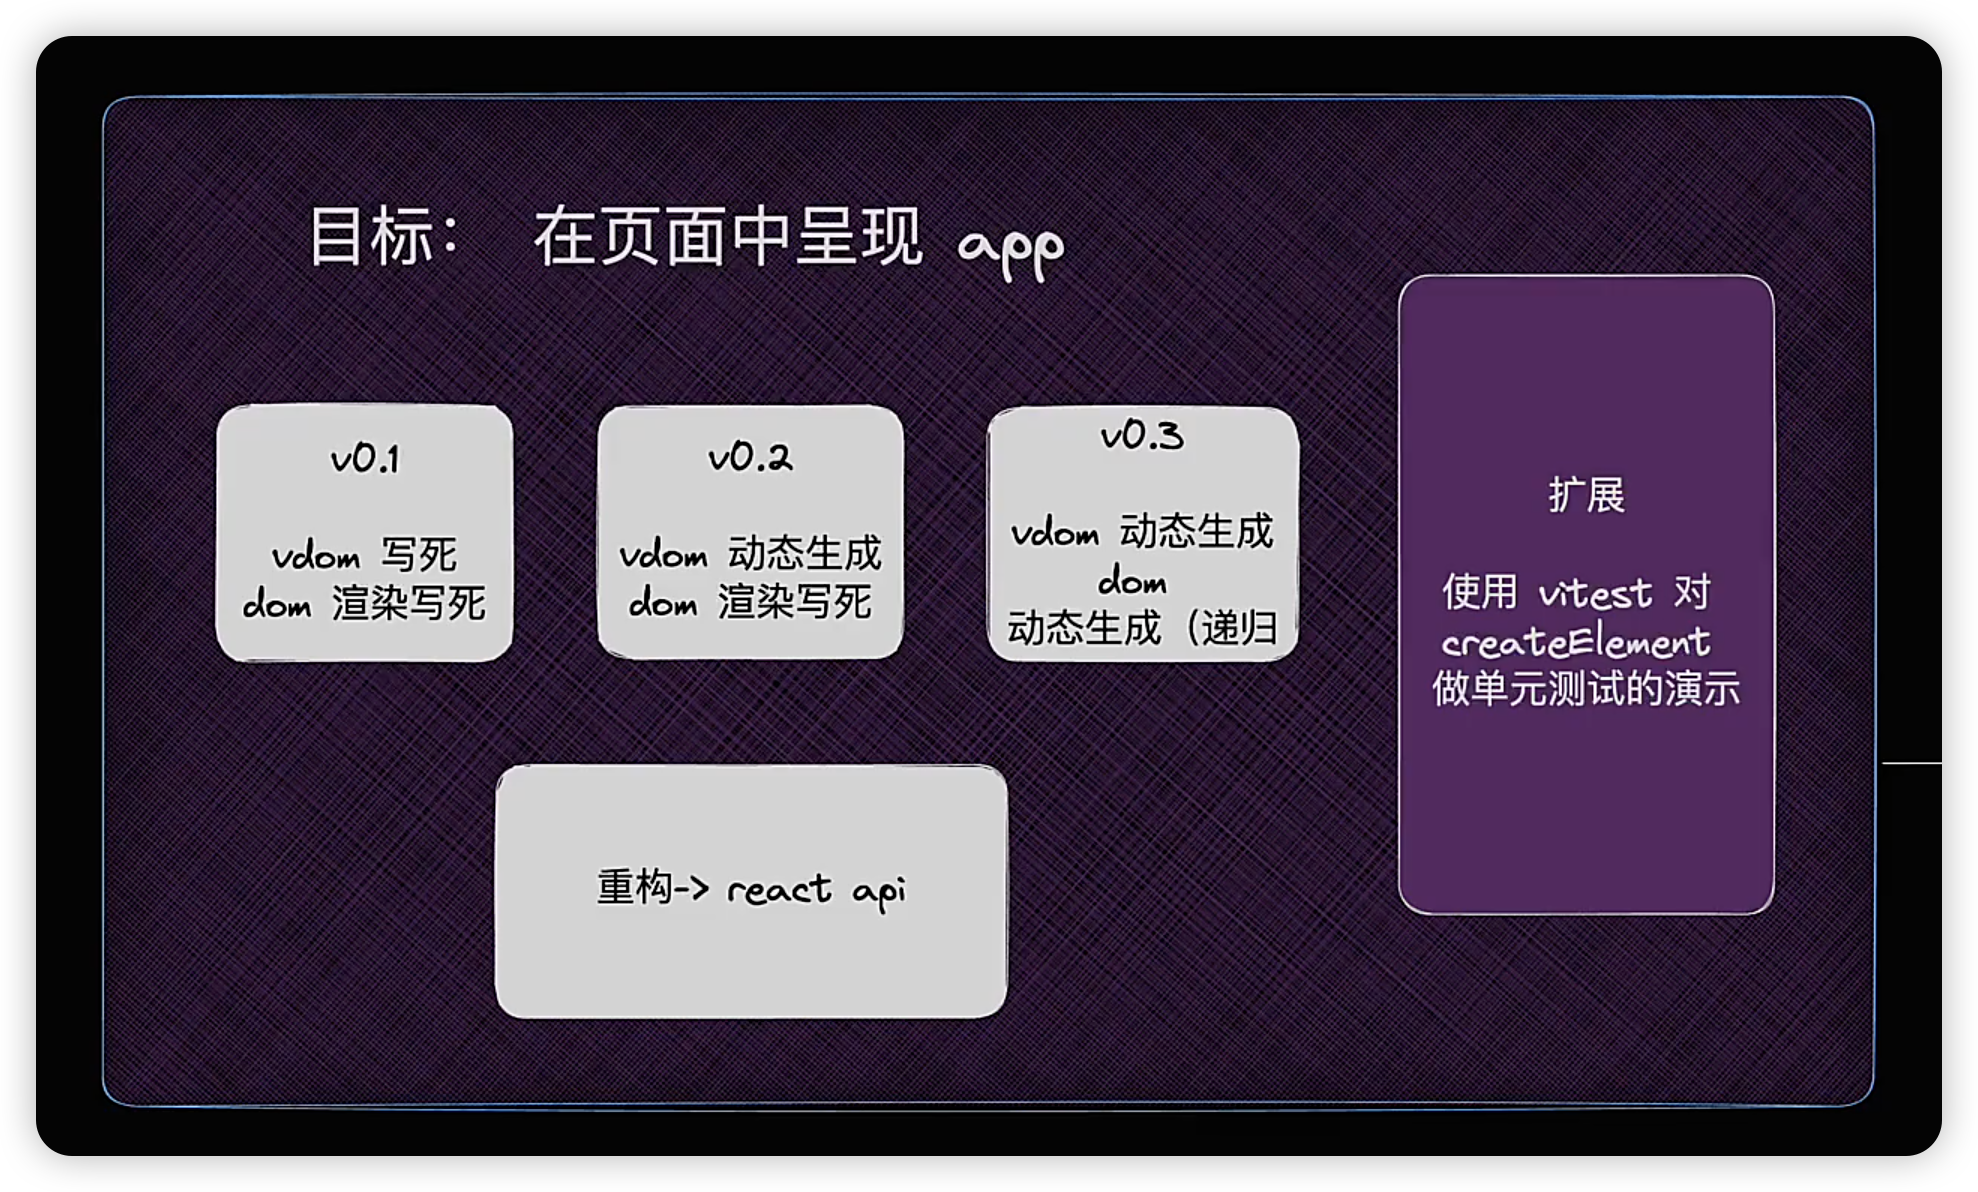 目标： 在页面中呈现 app
v0.1
vdom 写死
dom 渲染写死
v0.2
vdom 动态生成
dom 渲染写死
v0.3
vdom 动态生成
dom
动态生成（递归
重构-> react api
扩展
使用 vitest 对
createElement
做单元测试的演示